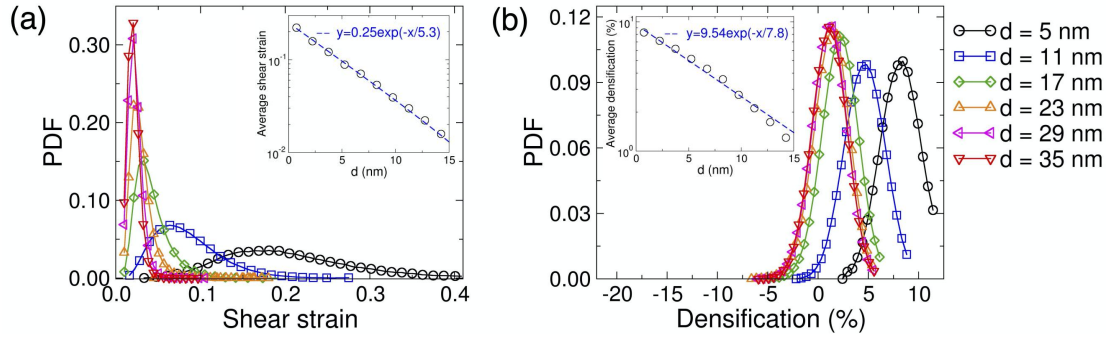 (a)
PDF
0.30
0.20
0.10
0.00
0.0
0.1
0.2
0.3
0.4
Shear strain
Average shear strain
10⁻¹
10⁻²
0
5
10
15
d (nm)
y=0.25exp(-x/5.3)
(b)
PDF
0.12
0.09
0.06
0.03
0.00
-20
-15
-10
-5
0
5
10
Densification (%)
Average densification (%)
10¹
10⁰
0
5
10
15
d (nm)
y=9.54exp(-x/7.8)
d = 5 nm
d = 11 nm
d = 17 nm
d = 23 nm
d = 29 nm
d = 35 nm